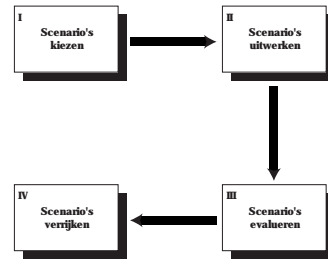 I
Scenario's
kiezen
II
Scenario's
uitwerken
III
Scenario's
evalueren
IV
Scenario's
verrijken